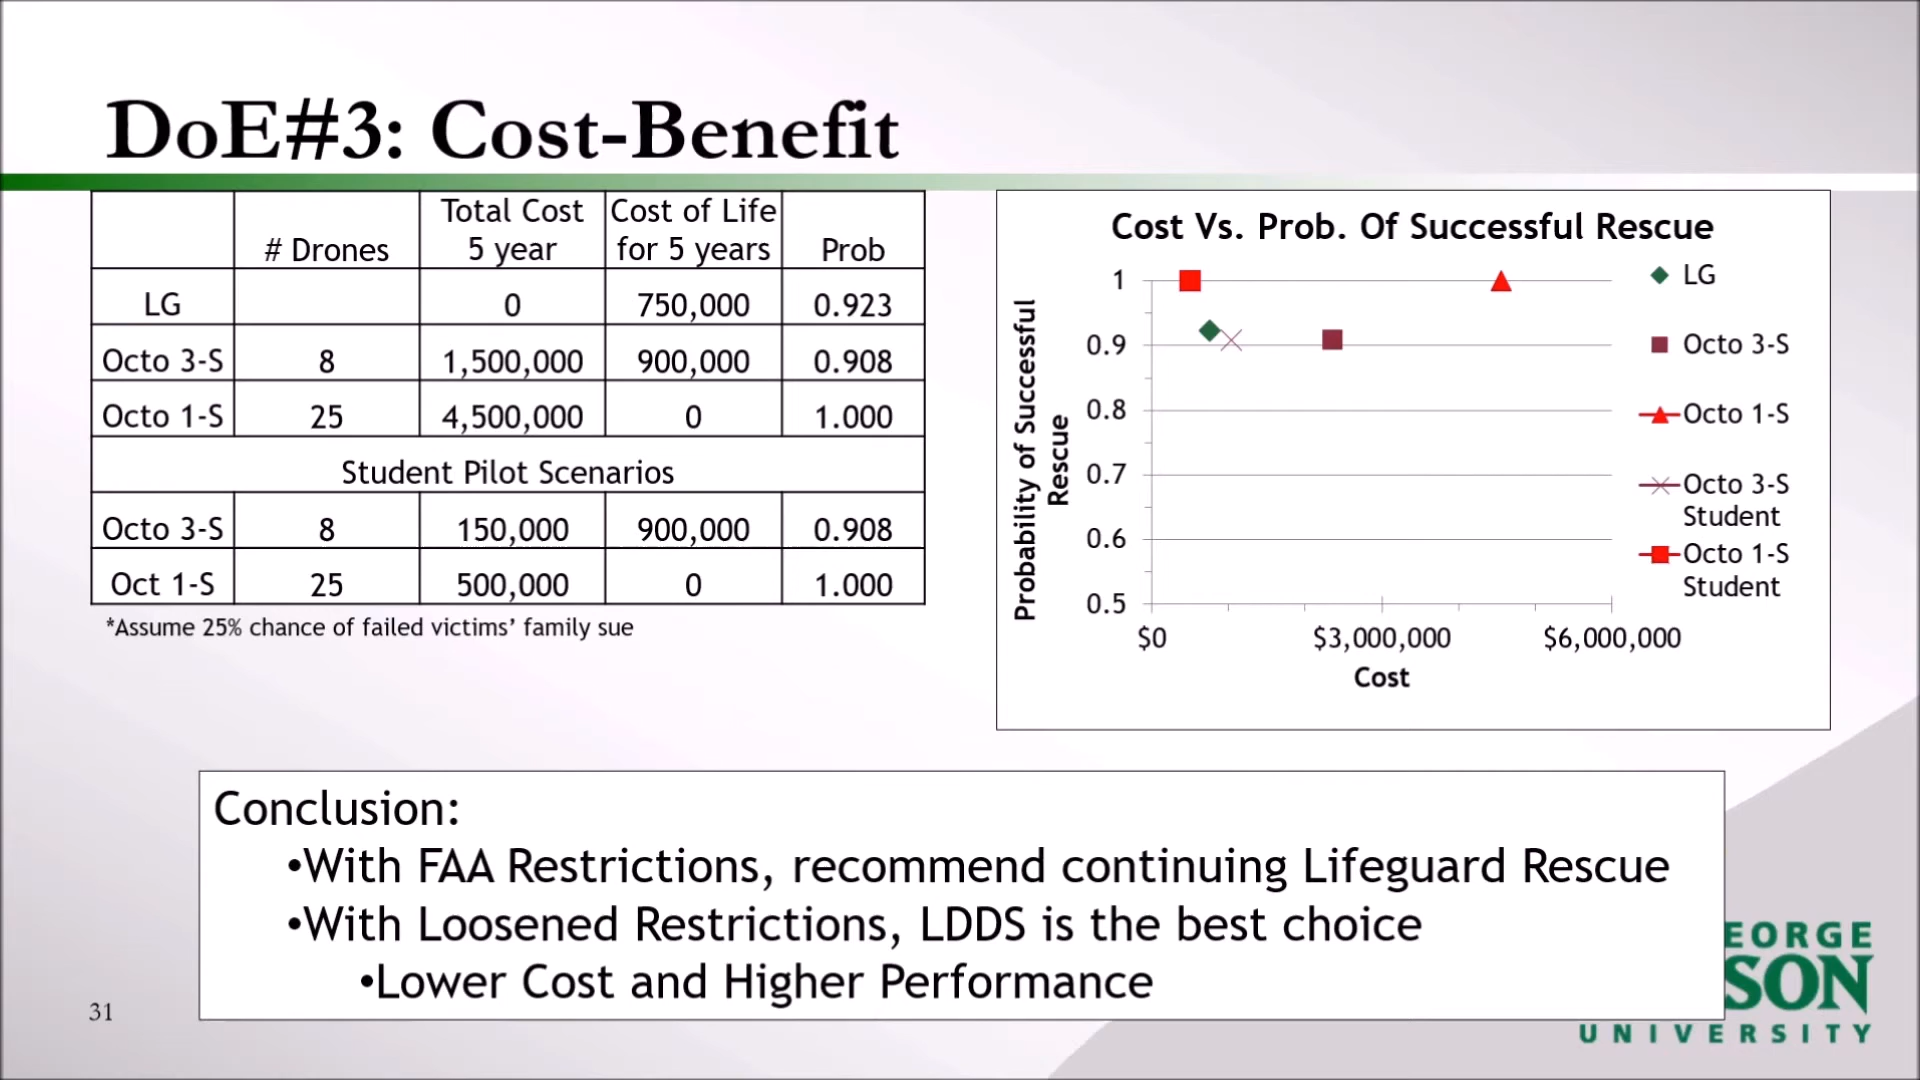 DoE#3: Cost-Benefit
# Drones
Total Cost
5 year
Cost of Life
for 5 years
Prob
LG 0 750,000 0.923
Octo 3-S 8 1,500,000 900,000 0.908
Octo 1-S 25 4,500,000 0 1.000
Student Pilot Scenarios
Octo 3-S 8 150,000 900,000 0.908
Oct 1-S 25 500,000 0 1.000
*Assume 25% chance of failed victims’ family sue
Cost Vs. Prob. Of Successful Rescue
Probability of Successful
Rescue
1
0.9
0.8
0.7
0.6
0.5
$0 $3,000,000 $6,000,000
Cost
LG
Octo 3-S
Octo 1-S
Octo 3-S
Student
Octo 1-S
Student
Conclusion:
•With FAA Restrictions, recommend continuing Lifeguard Rescue
•With Loosened Restrictions, LDDS is the best choice
•Lower Cost and Higher Performance
31
EORGE
SON
UNIVERSITY